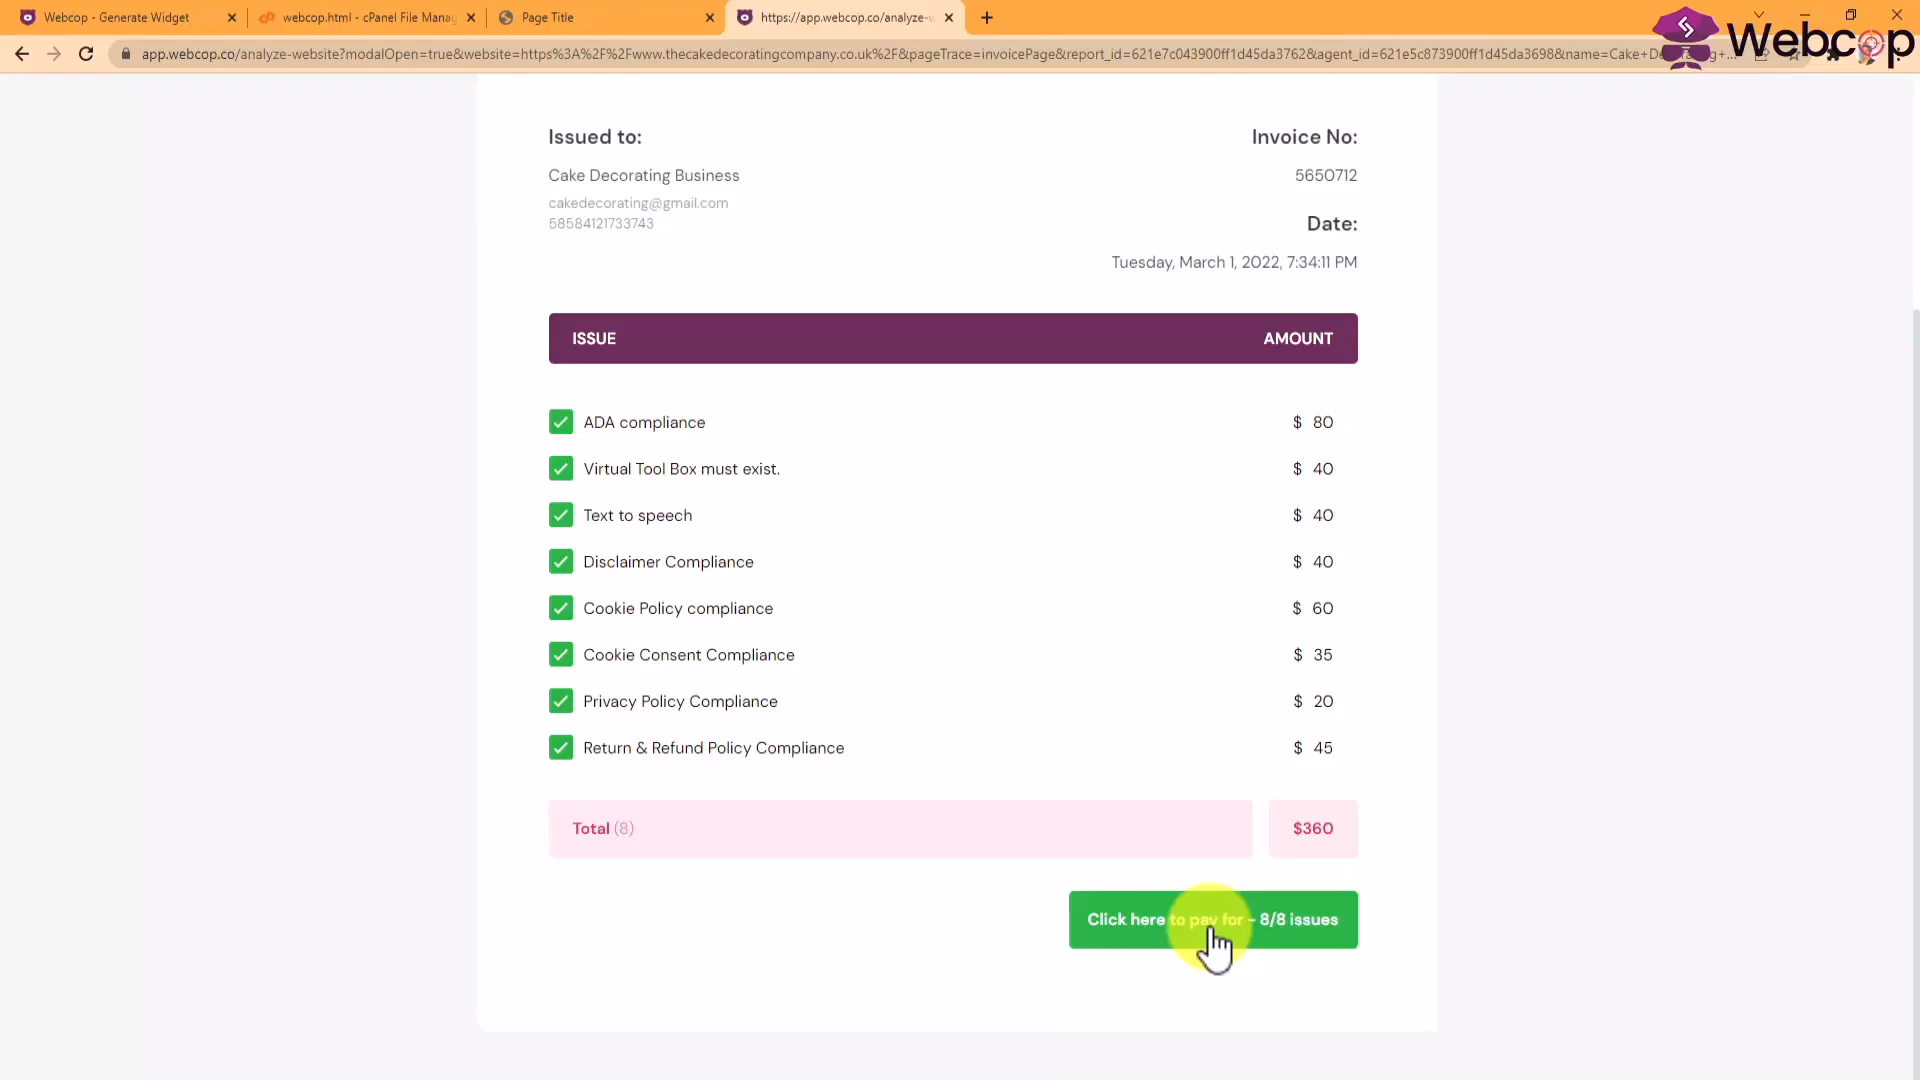 Webcop - Generate Widget
webcop.html - cPanel File Manag
Page Title
https://app.webcop.co/analyze-w
app.webcop.co/analyze-website?modalOpen=true&website=https%3A%2F%2Fwww.thecakedecoratingcompany.co.uk%2F&pageTrace=invoicePage&report_id=621e7c043900ff1d45da3762&agent_id=621e5c873900ff1d45da3698&name=Cake+De
Webcop
Issued to:
Invoice No:
Cake Decorating Business
5650712
cakedecorating@gmail.com
58584121733743
Date:
Tuesday, March 1, 2022, 7:34:11 PM
ISSUE AMOUNT
ADA compliance $ 80
Virtual Tool Box must exist. $ 40
Text to speech $ 40
Disclaimer Compliance $ 40
Cookie Policy compliance $ 60
Cookie Consent Compliance $ 35
Privacy Policy Compliance $ 20
Return & Refund Policy Compliance $ 45
Total (8) $360
Click here to pay for - 8/8 issues